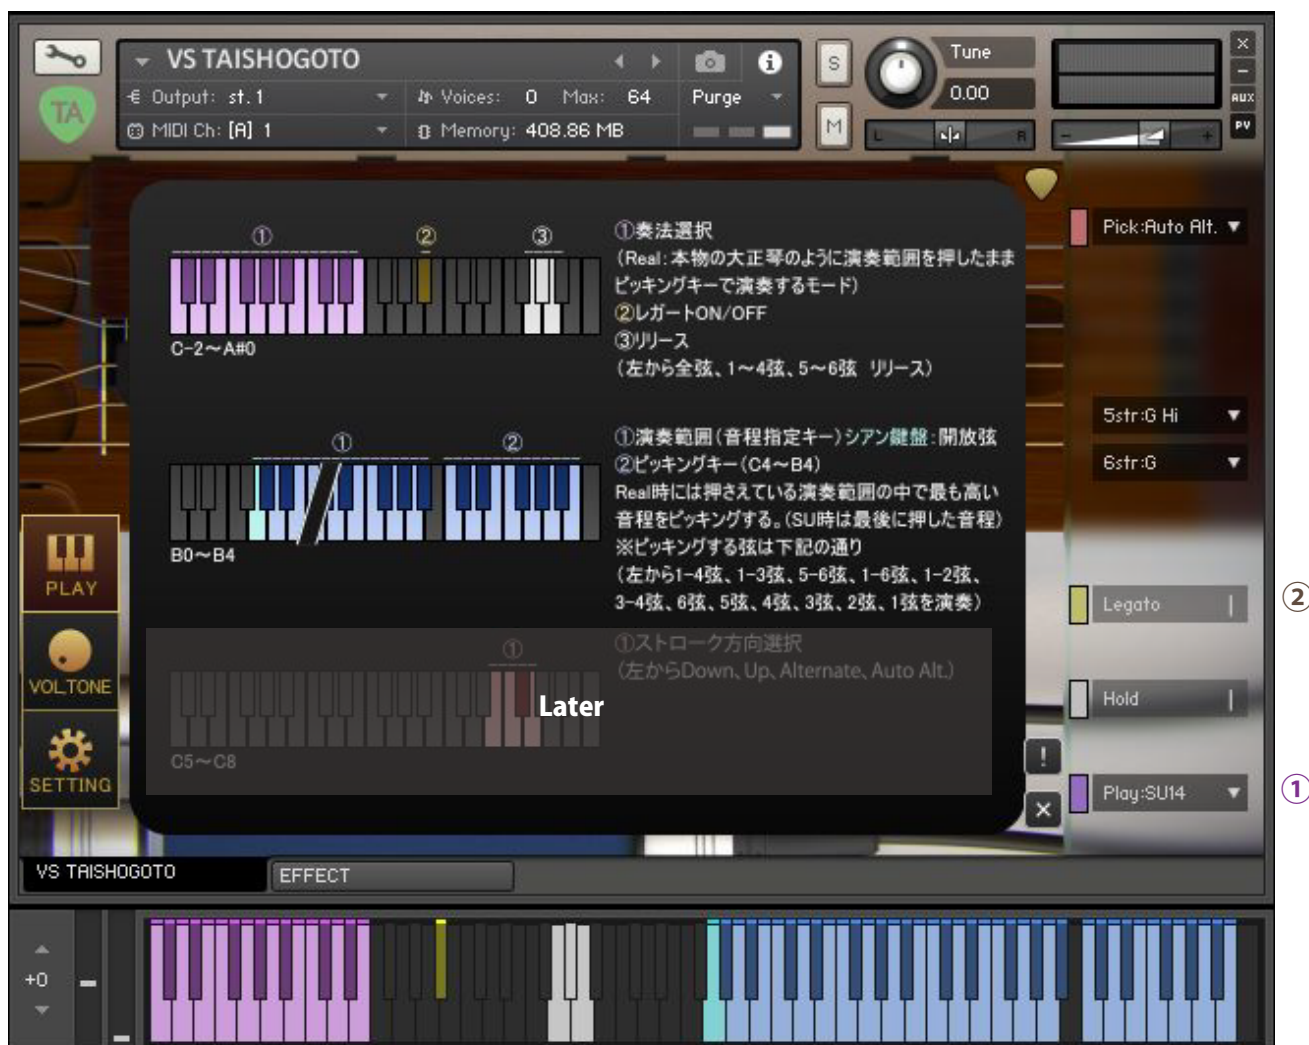 VS TAISHOGOTO
S
Tune
×
−
TA
Output: st.1
Voices: 0 Max: 64
Purge
0.00
AUX
MIDI Ch: [A] 1
Memory: 408.86 MB
M
L
R
−
+
PV
①
②
③
①奏法選択
(Real:本物の大正琴のように演奏範囲を押したまま
ピッキングキーで演奏するモード)
②レガートON/OFF
③リリース
(左から全弦、1〜4弦、5〜6弦 リリース)
C-2〜A#0
Pick:Auto Alt.
①
②
①演奏範囲(音程指定キー)シアン鍵盤:開放弦
②ピッキングキー(C4〜B4)
Real時には押さえている演奏範囲の中で最も高い
音程をピッキングする。(SU時は最後に押した音程)
※ピッキングする弦は下記の通り
(左から1-4弦、1-3弦、5-6弦、1-6弦、1-2弦、
3-4弦、6弦、5弦、4弦、3弦、2弦、1弦を演奏)
B0〜B4
5str:G Hi
6str:G
PLAY
VOL.TONE
SETTING
①
①ストローク方向選択
(左からDown、Up、Alternate、Auto Alt.)
Later
C5〜C8
Legato
②
Hold
!
Play:SU14
①
×
VS TAISHOGOTO
EFFECT
+0